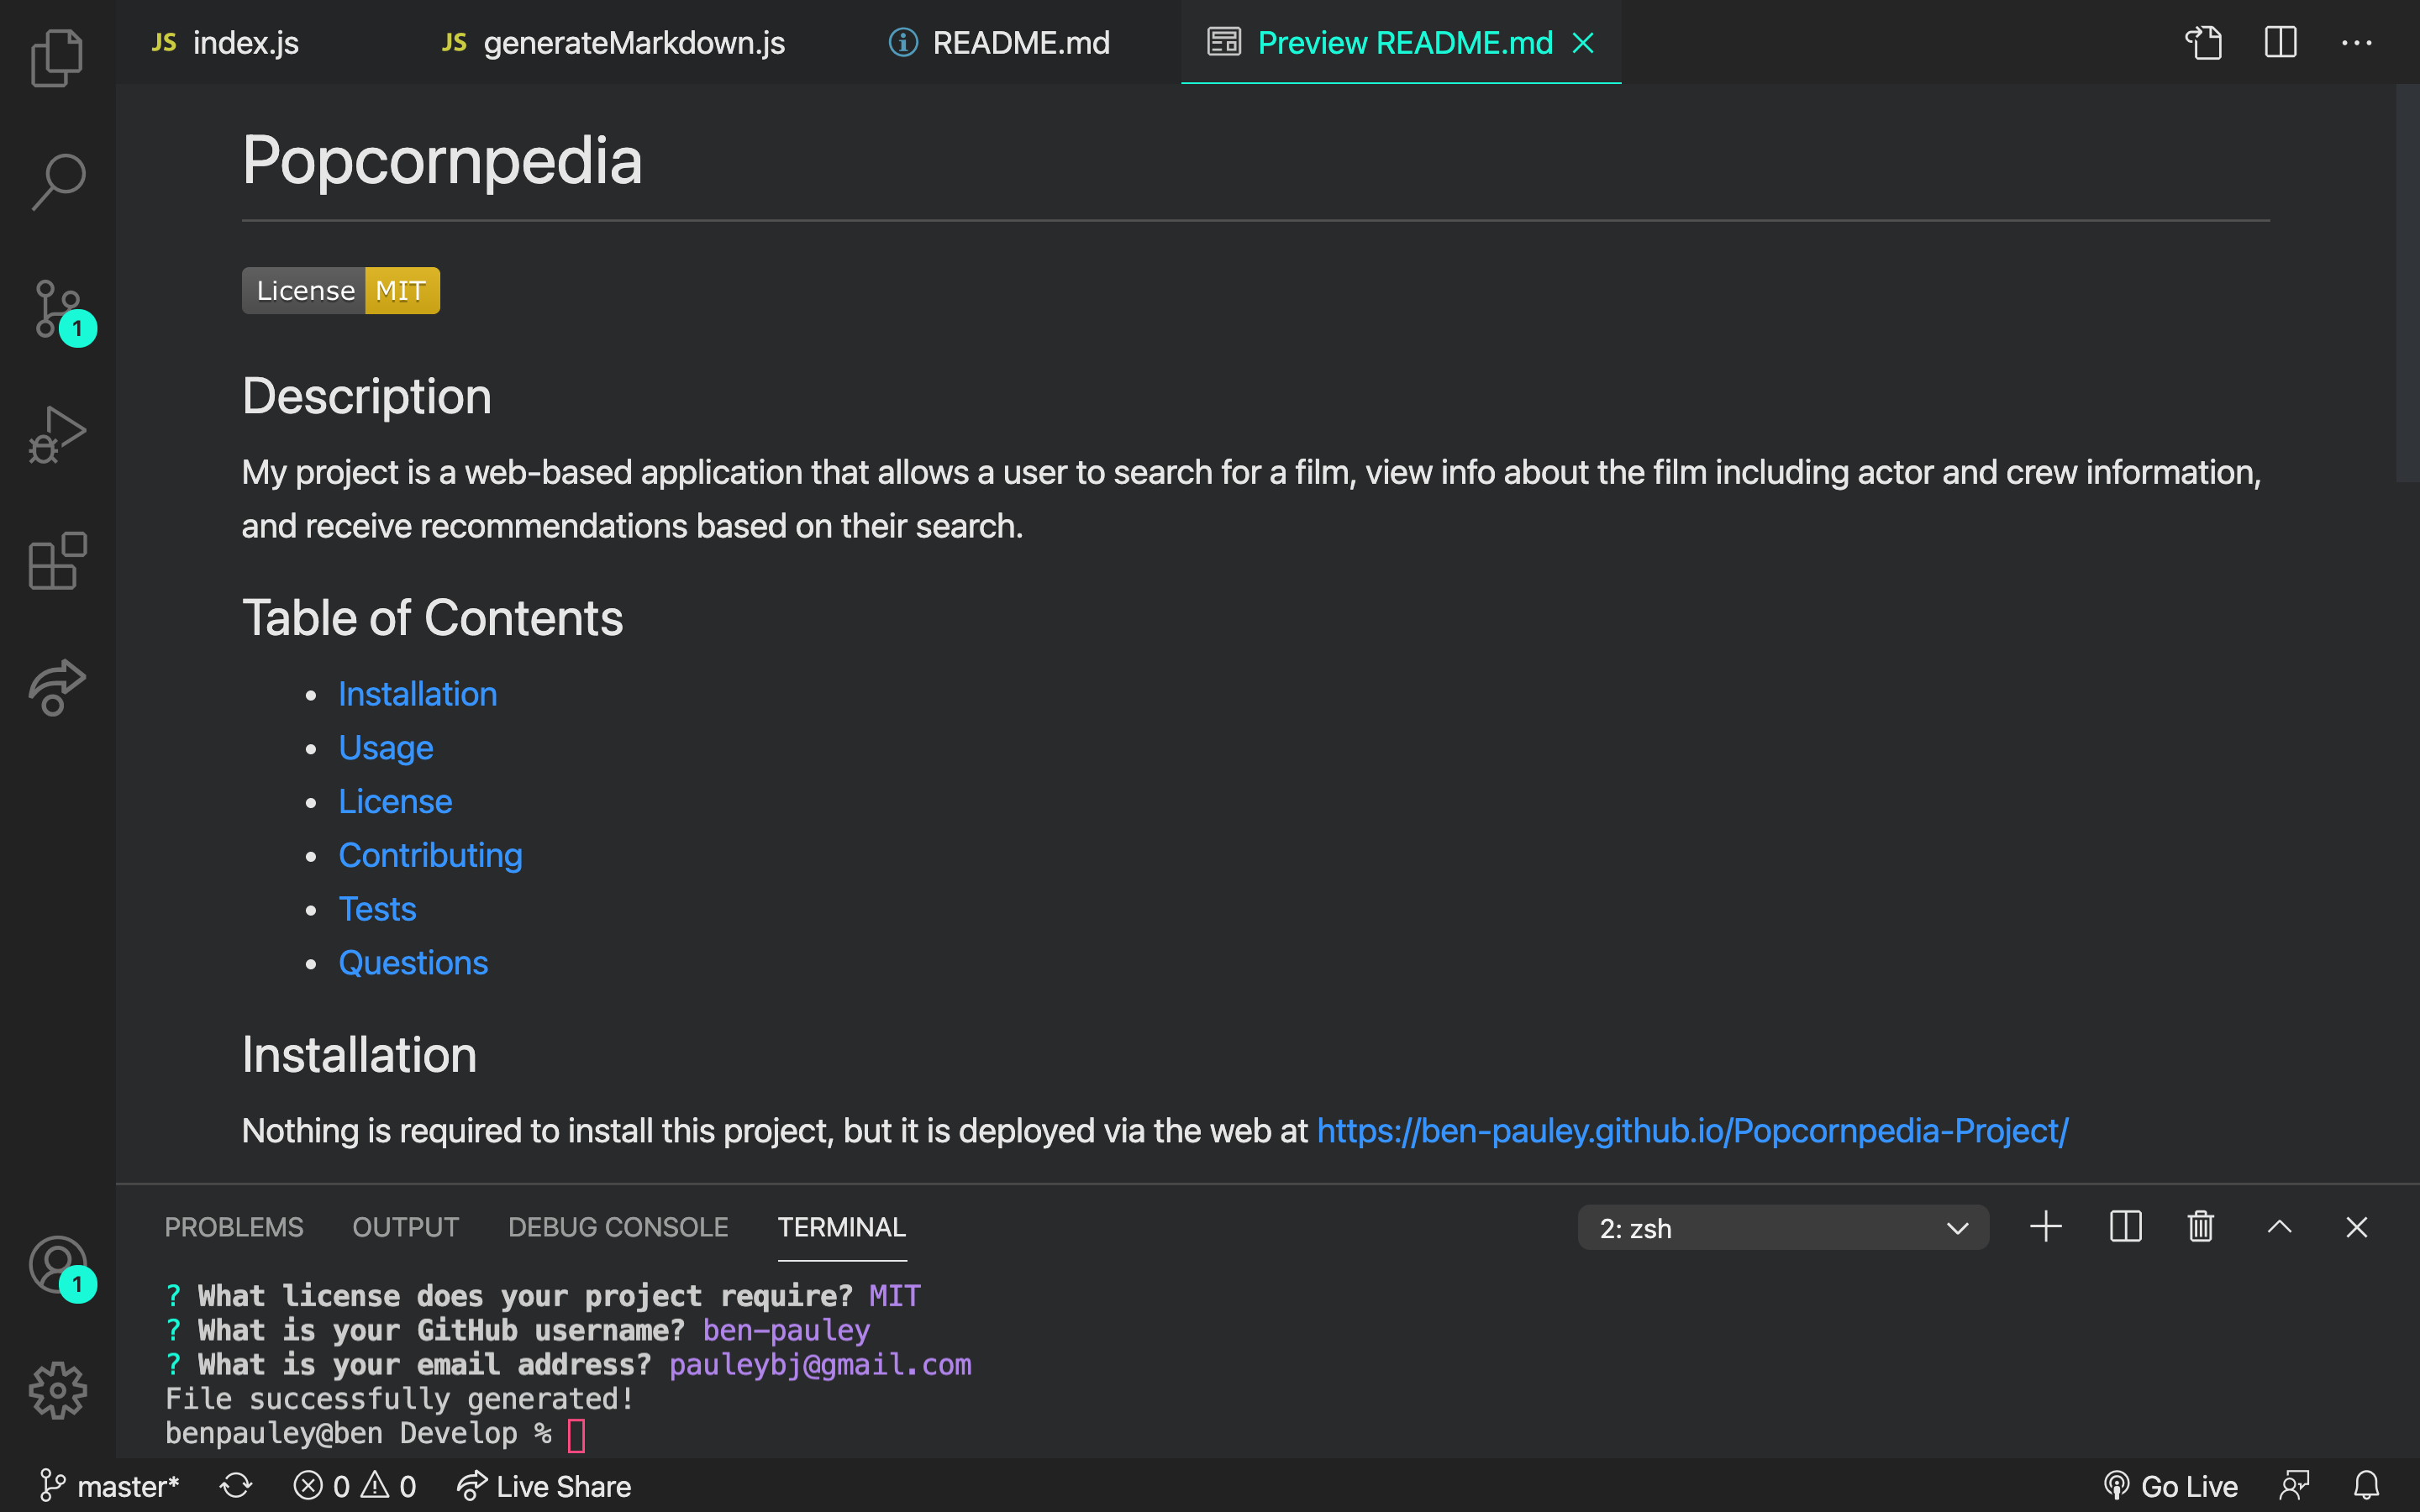 JS index.js
JS generateMarkdown.js
README.md
Preview README.md
Popcornpedia
License MIT
Description
My project is a web-based application that allows a user to search for a film, view info about the film including actor and crew information,
and receive recommendations based on their search.
Table of Contents
• Installation
• Usage
• License
• Contributing
• Tests
• Questions
Installation
Nothing is required to install this project, but it is deployed via the web at https://ben-pauley.github.io/Popcornpedia-Project/
1
PROBLEMS OUTPUT DEBUG CONSOLE TERMINAL
2: zsh
? What license does your project require? MIT
? What is your GitHub username? ben-pauley
? What is your email address? pauleybj@gmail.com
File successfully generated!
benpauley@ben Develop %
1
master* 0 0 Live Share
Go Live